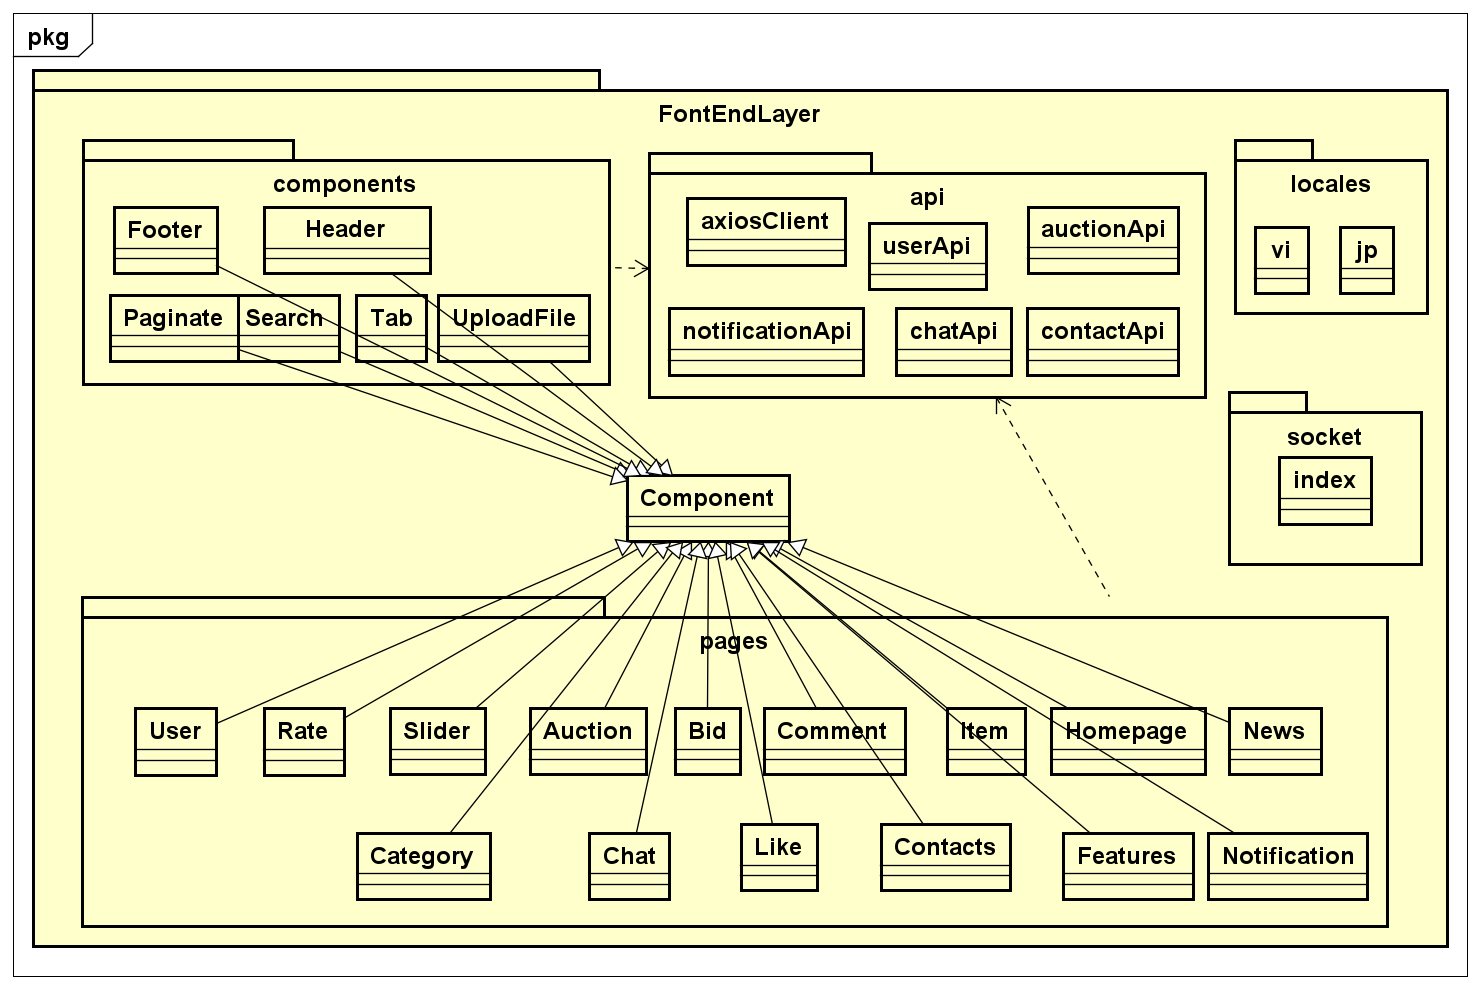 pkg
FontEndLayer
components
Footer
Header
Paginate
Search
Tab
UploadFile
api
axiosClient
userApi
auctionApi
notificationApi
chatApi
contactApi
locales
vi
jp
socket
index
Component
pages
User
Rate
Slider
Auction
Bid
Comment
Item
Homepage
News
Category
Chat
Like
Contacts
Features
Notification